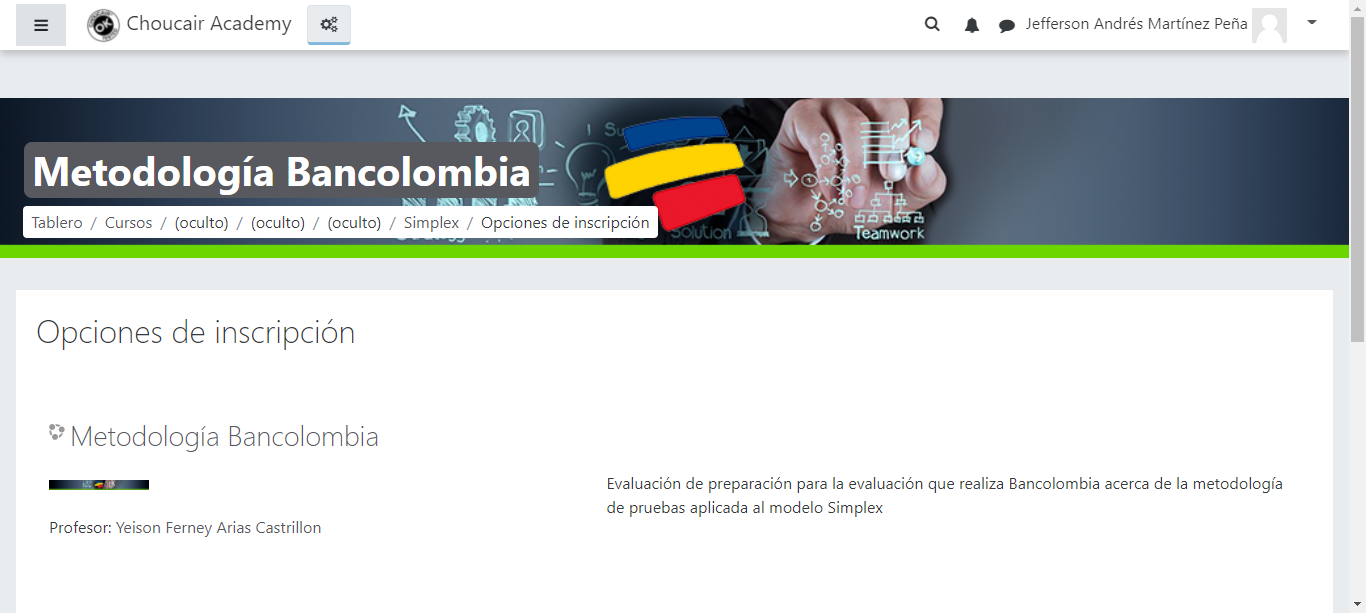 Choucair Academy
Jefferson Andrés Martínez Peña
Metodología Bancolombia
Tablero / Cursos / (oculto) / (oculto) / (oculto) / Simplex / Opciones de inscripción
Solution
Teamwork
Opciones de inscripción
Metodología Bancolombia
Evaluación de preparación para la evaluación que realiza Bancolombia acerca de la metodología
de pruebas aplicada al modelo Simplex
Profesor: Yeison Ferney Arias Castrillon